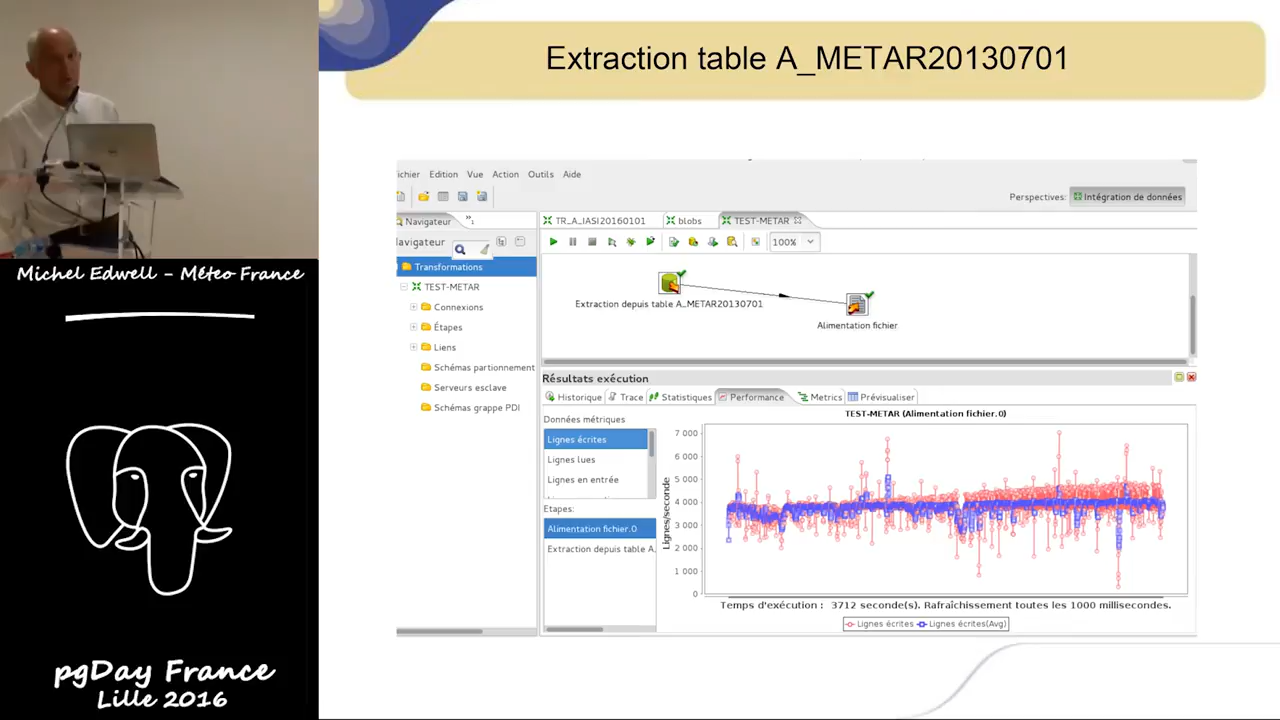 Extraction table A_METAR20130701
ichier Edition Vue Action Outils Aide
Perspectives: Intégration de données
Navigateur
TR_A_IASI20160101 blobs TEST-METAR
Navigateur
100%
Transformations
TEST-METAR
Connexions
Étapes
Liens
Schémas partionnement
Serveurs esclave
Schémas grappe PDI
Extraction depuis table A_METAR20130701
Alimentation fichier
Résultats exécution
Historique Trace Statistiques Performance Metrics Prévisualiser
Données métriques
Lignes écrites
Lignes lues
Lignes en entrée
Etapes:
Alimentation fichier.0
Extraction depuis table A.
TEST-METAR (Alimentation fichier.0)
Lignes/seconde
7 000
6 000
5 000
4 000
3 000
2 000
1 000
0
Temps d'exécution : 3712 seconde(s). Rafraîchissement toutes les 1000 millisecondes.
Lignes écrites Lignes écrites(Avg)
Michel Edwell - Méteo France
pgDay France
Lille 2016